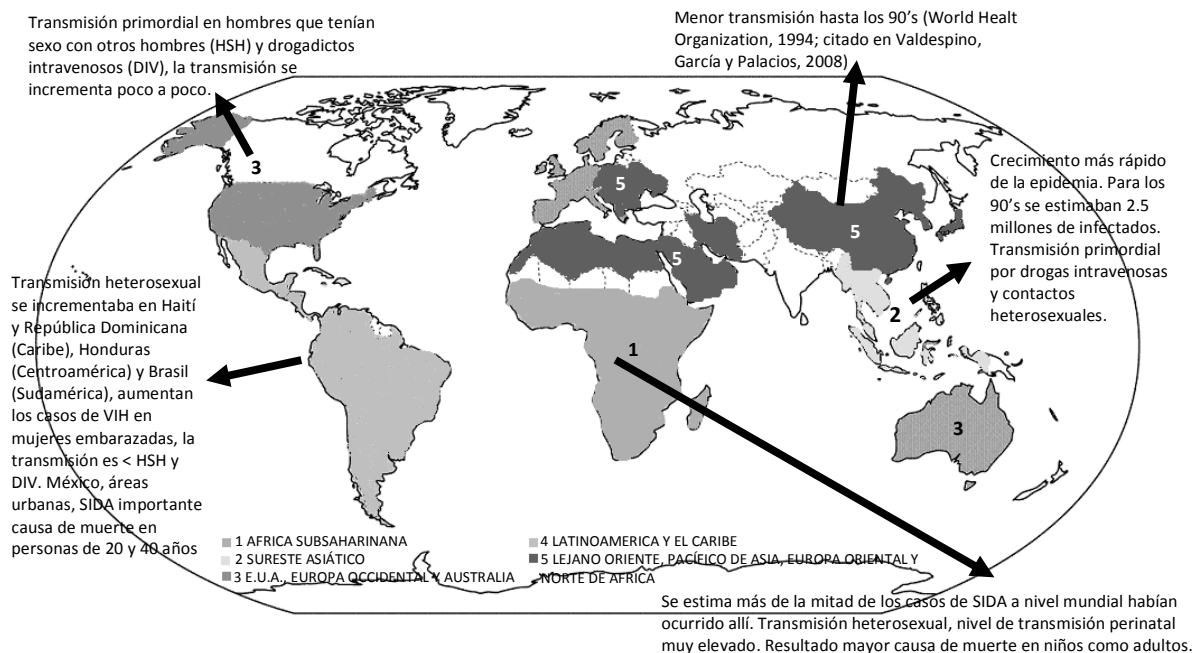 Transmisión primordial en hombres que tenían
sexo con otros hombres (HSH) y drogadictos
intravenosos (DIV), la transmisión se
incrementa poco a poco.
Menor transmisión hasta los 90’s (World Healt
Organization, 1994; citado en Valdespino,
García y Palacios, 2008)
3
5
5
5
Crecimiento más rápido
de la epidemia. Para los
90’s se estimaban 2.5
millones de infectados.
Transmisión primordial
por drogas intravenosas
y contactos
heterosexuales.
2
Transmisión heterosexual
se incrementaba en Haití
y República Dominicana
(Caribe), Honduras
(Centroamérica) y Brasil
(Sudamérica), aumentan
los casos de VIH en
mujeres embarazadas, la
transmisión es < HSH y
DIV. México, áreas
urbanas, SIDA importante
causa de muerte en
personas de 20 y 40 años
1
3
1 AFRICA SUBSAHARINANA
2 SURESTE ASIÁTICO
3 E.U.A., EUROPA OCCIDENTAL Y AUSTRALIA
4 LATINOAMERICA Y EL CARIBE
5 LEJANO ORIENTE, PACÍFICO DE ASIA, EUROPA ORIENTAL Y
NORTE DE AFRICA
Se estima más de la mitad de los casos de SIDA a nivel mundial habían
ocurrido allí. Transmisión heterosexual, nivel de transmisión perinatal
muy elevado. Resultado mayor causa de muerte en niños como adultos.